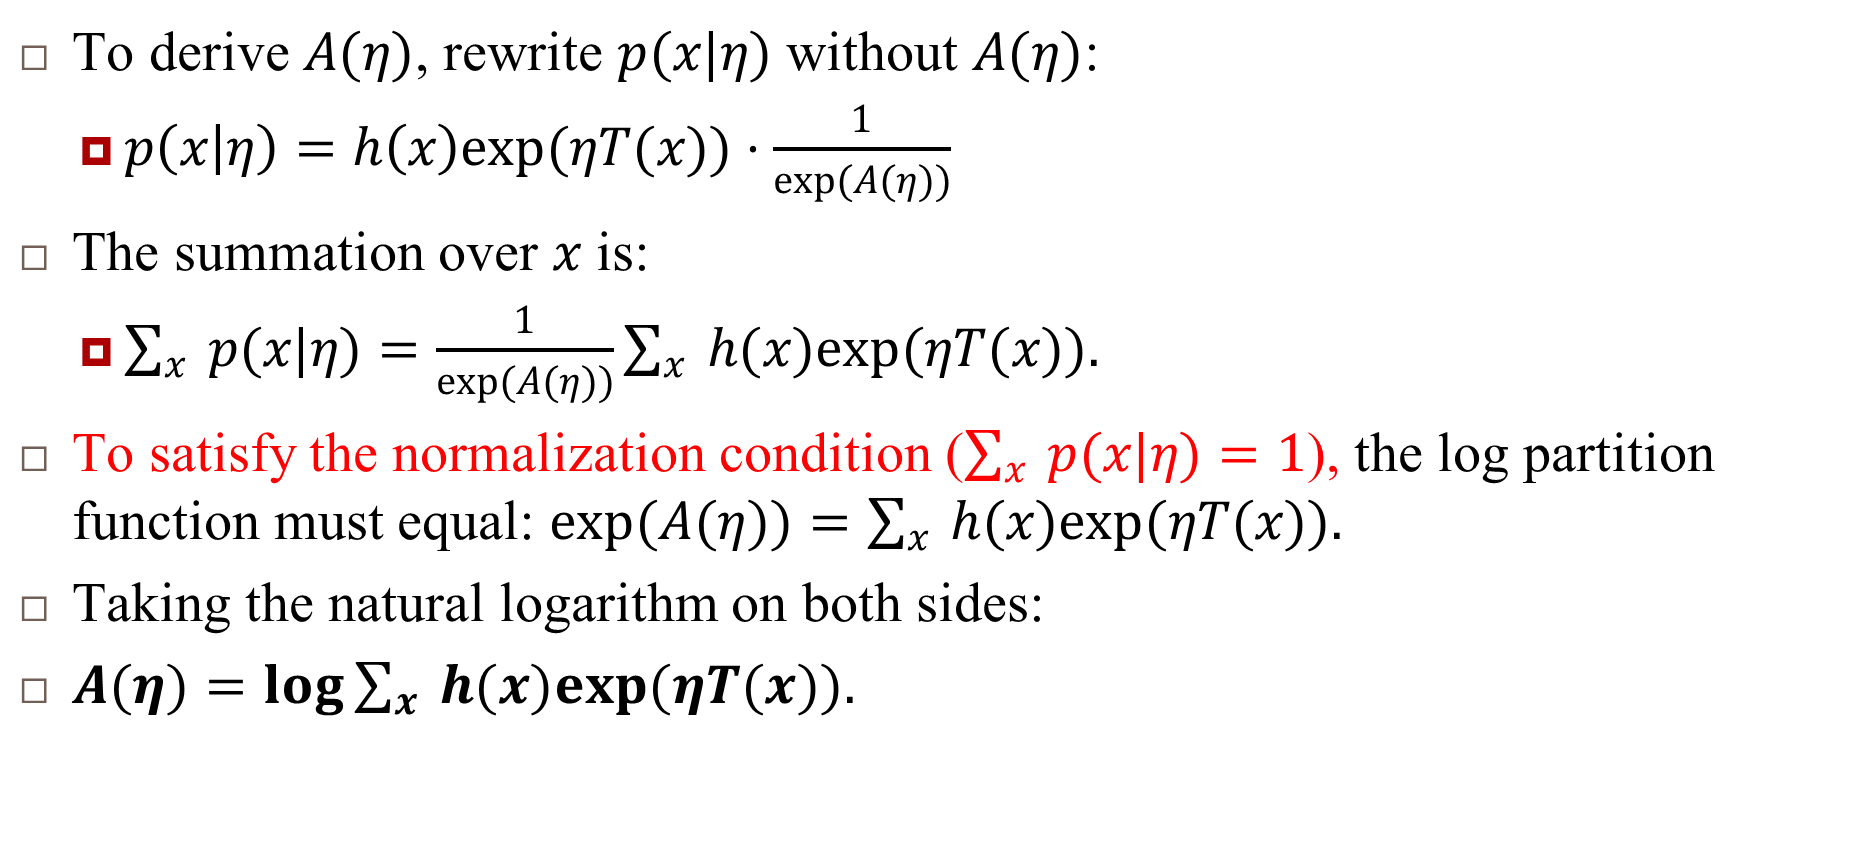 □ To derive A(η), rewrite p(x|η) without A(η):
p(x|η) = h(x)exp(ηT(x)) · 1/exp(A(η))
□ The summation over x is:
∑ₓ p(x|η) = 1/exp(A(η)) ∑ₓ h(x)exp(ηT(x)).
□ To satisfy the normalization condition (∑ₓ p(x|η) = 1), the log partition
function must equal: exp(A(η)) = ∑ₓ h(x)exp(ηT(x)).
□ Taking the natural logarithm on both sides:
□ A(η) = log ∑ₓ h(x)exp(ηT(x)).